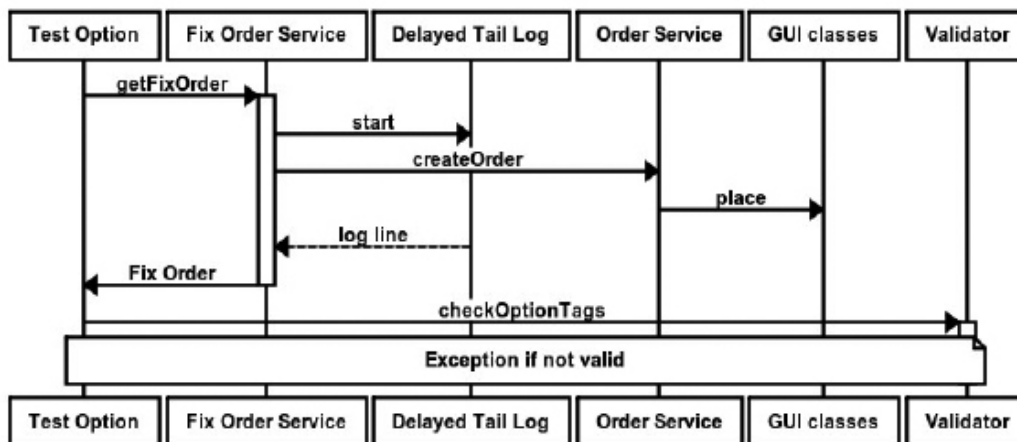 Test Option
Fix Order Service
Delayed Tail Log
Order Service
GUI classes
Validator
getFixOrder
start
createOrder
place
log line
Fix Order
checkOptionTags
Exception if not valid
Test Option
Fix Order Service
Delayed Tail Log
Order Service
GUI classes
Validator